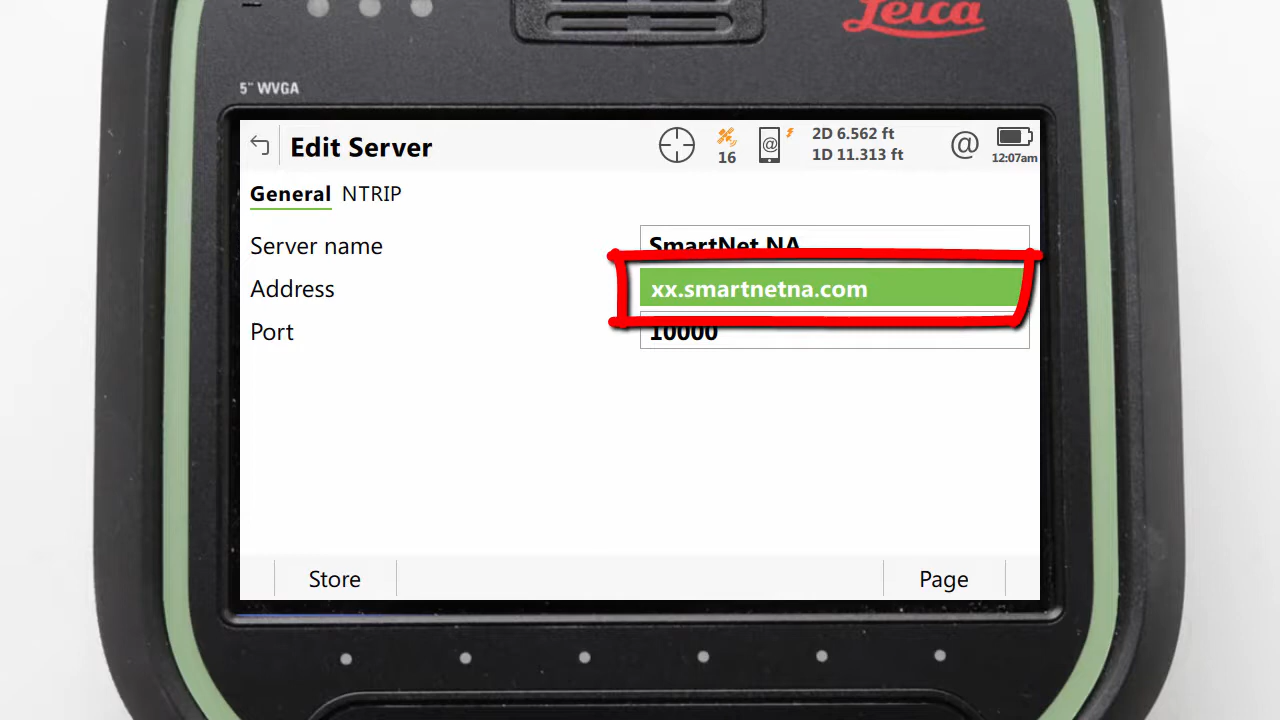 Leica
5" WVGA
Edit Server
16
@
2D 6.562 ft
1D 11.313 ft
@
12:07am
General NTRIP
Server name SmartNet NA
Address xx.smartnetna.com
Port 10000
Store Page